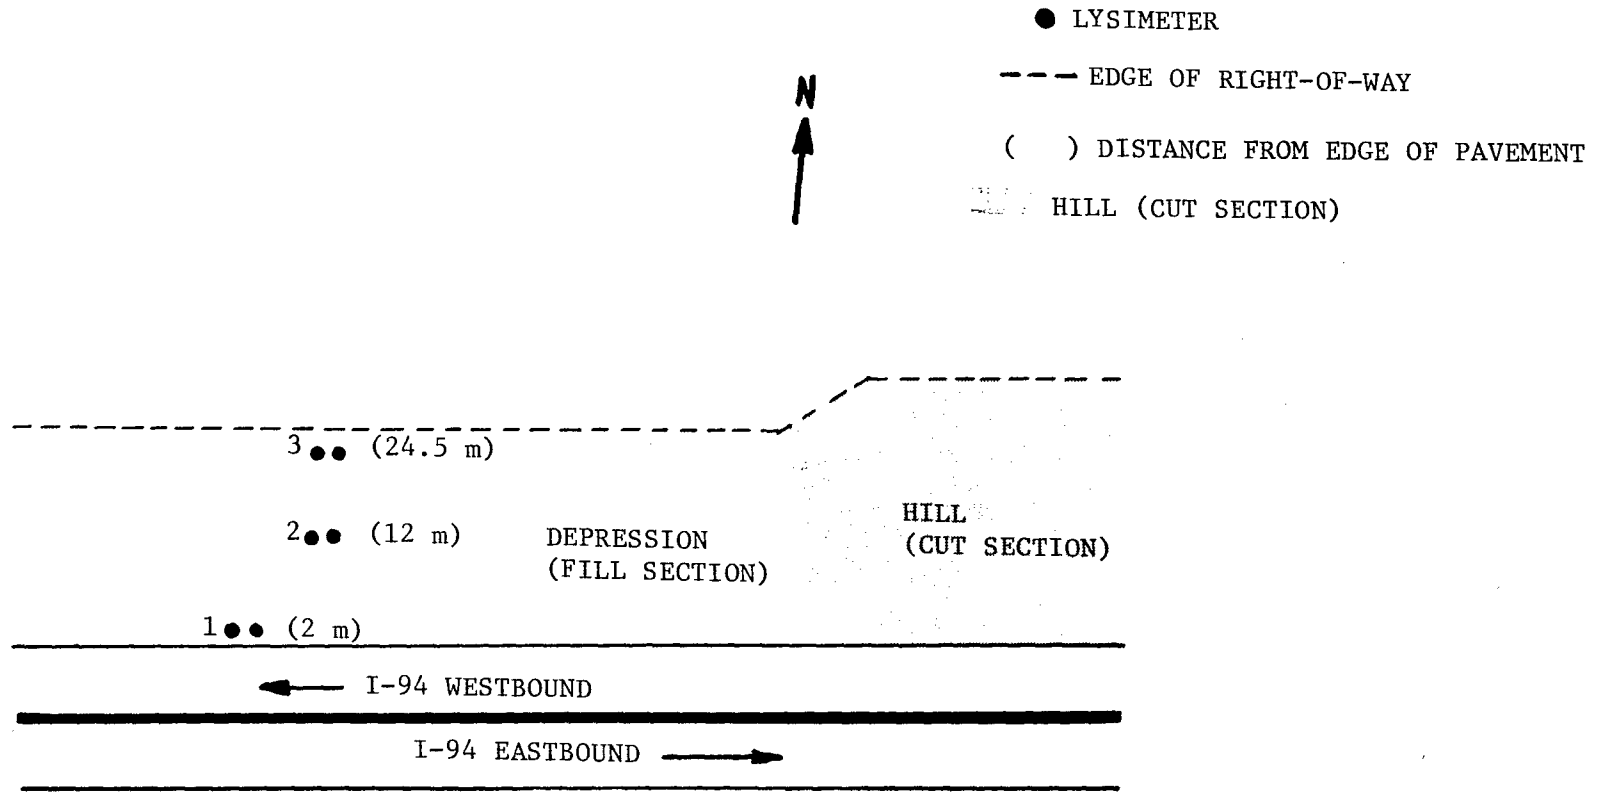 LYSIMETER
N
EDGE OF RIGHT-OF-WAY
( ) DISTANCE FROM EDGE OF PAVEMENT
HILL (CUT SECTION)
3 (24.5 m)
2 (12 m)
DEPRESSION
(FILL SECTION)
HILL
(CUT SECTION)
1 (2 m)
I-94 WESTBOUND
I-94 EASTBOUND